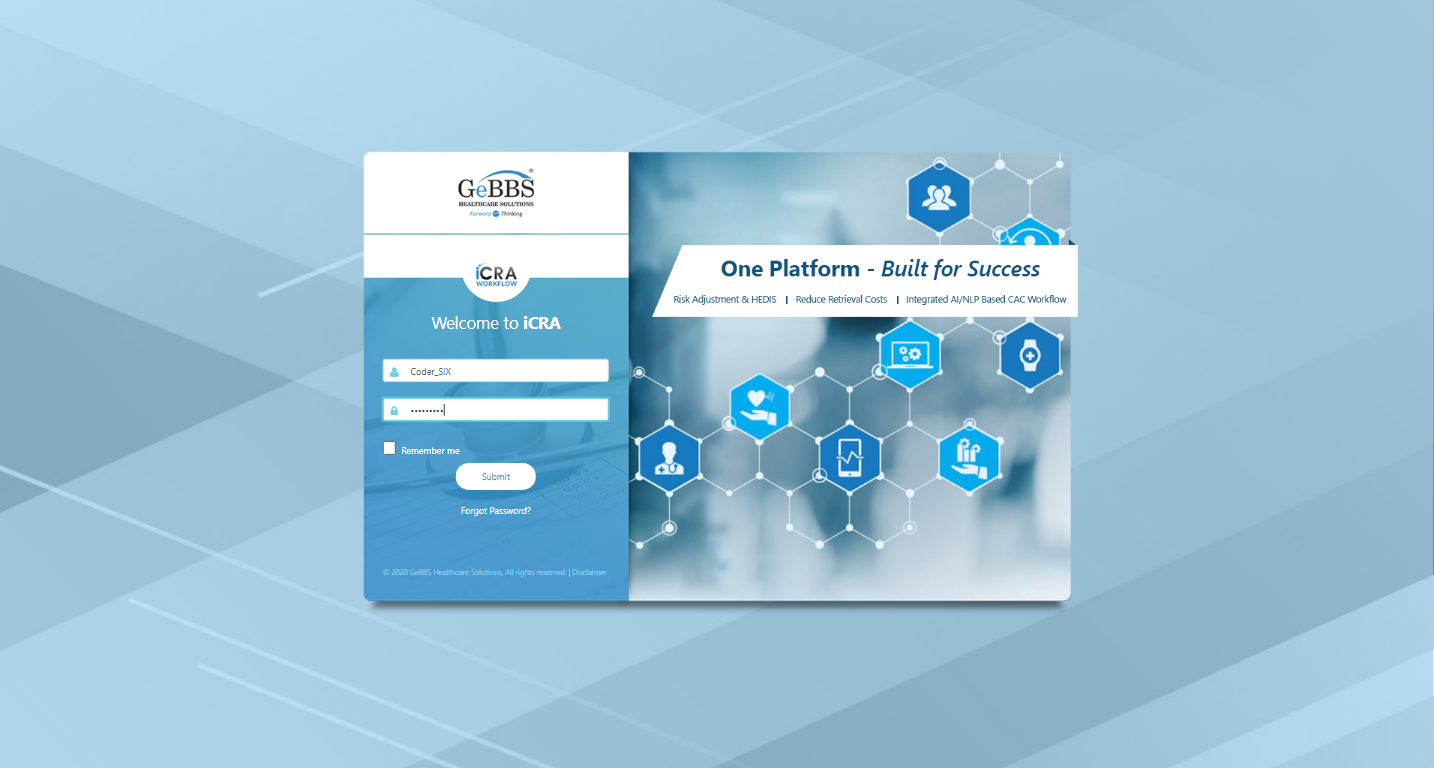 GeBBS®
HEALTHCARE SOLUTIONS
Forward Thinking
iCRA
WORKFLOW
Welcome to iCRA
Coder_SIX
•••••••••
Remember me
Submit
Forgot Password?
© 2020 GeBBS Healthcare Solutions, All rights reserved. | Disclaimer
One Platform - Built for Success
Risk Adjustment & HEDIS | Reduce Retrieval Costs | Integrated AI/NLP Based CAC Workflow